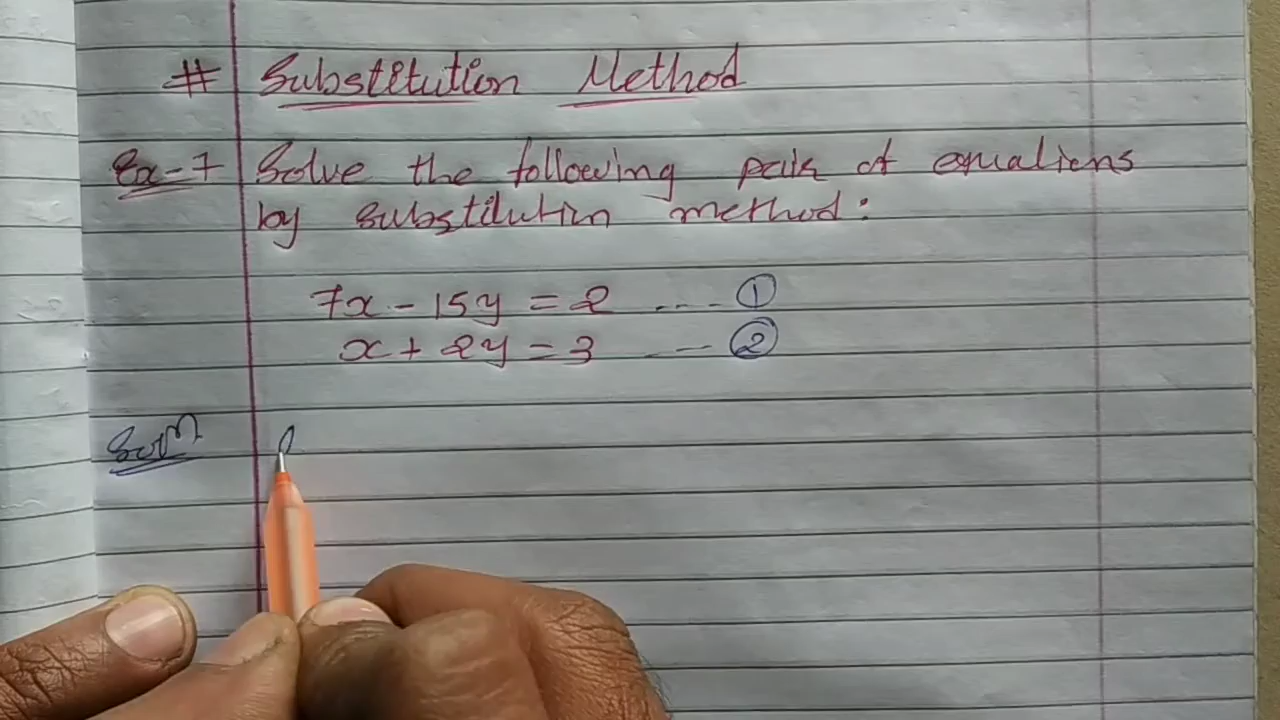 # Substitution Method
Ex-7 Solve the following pair of equations
by substitution method:
7x - 15y = 2 ---- ①
x + 2y = 3 --- ②
Solⁿ